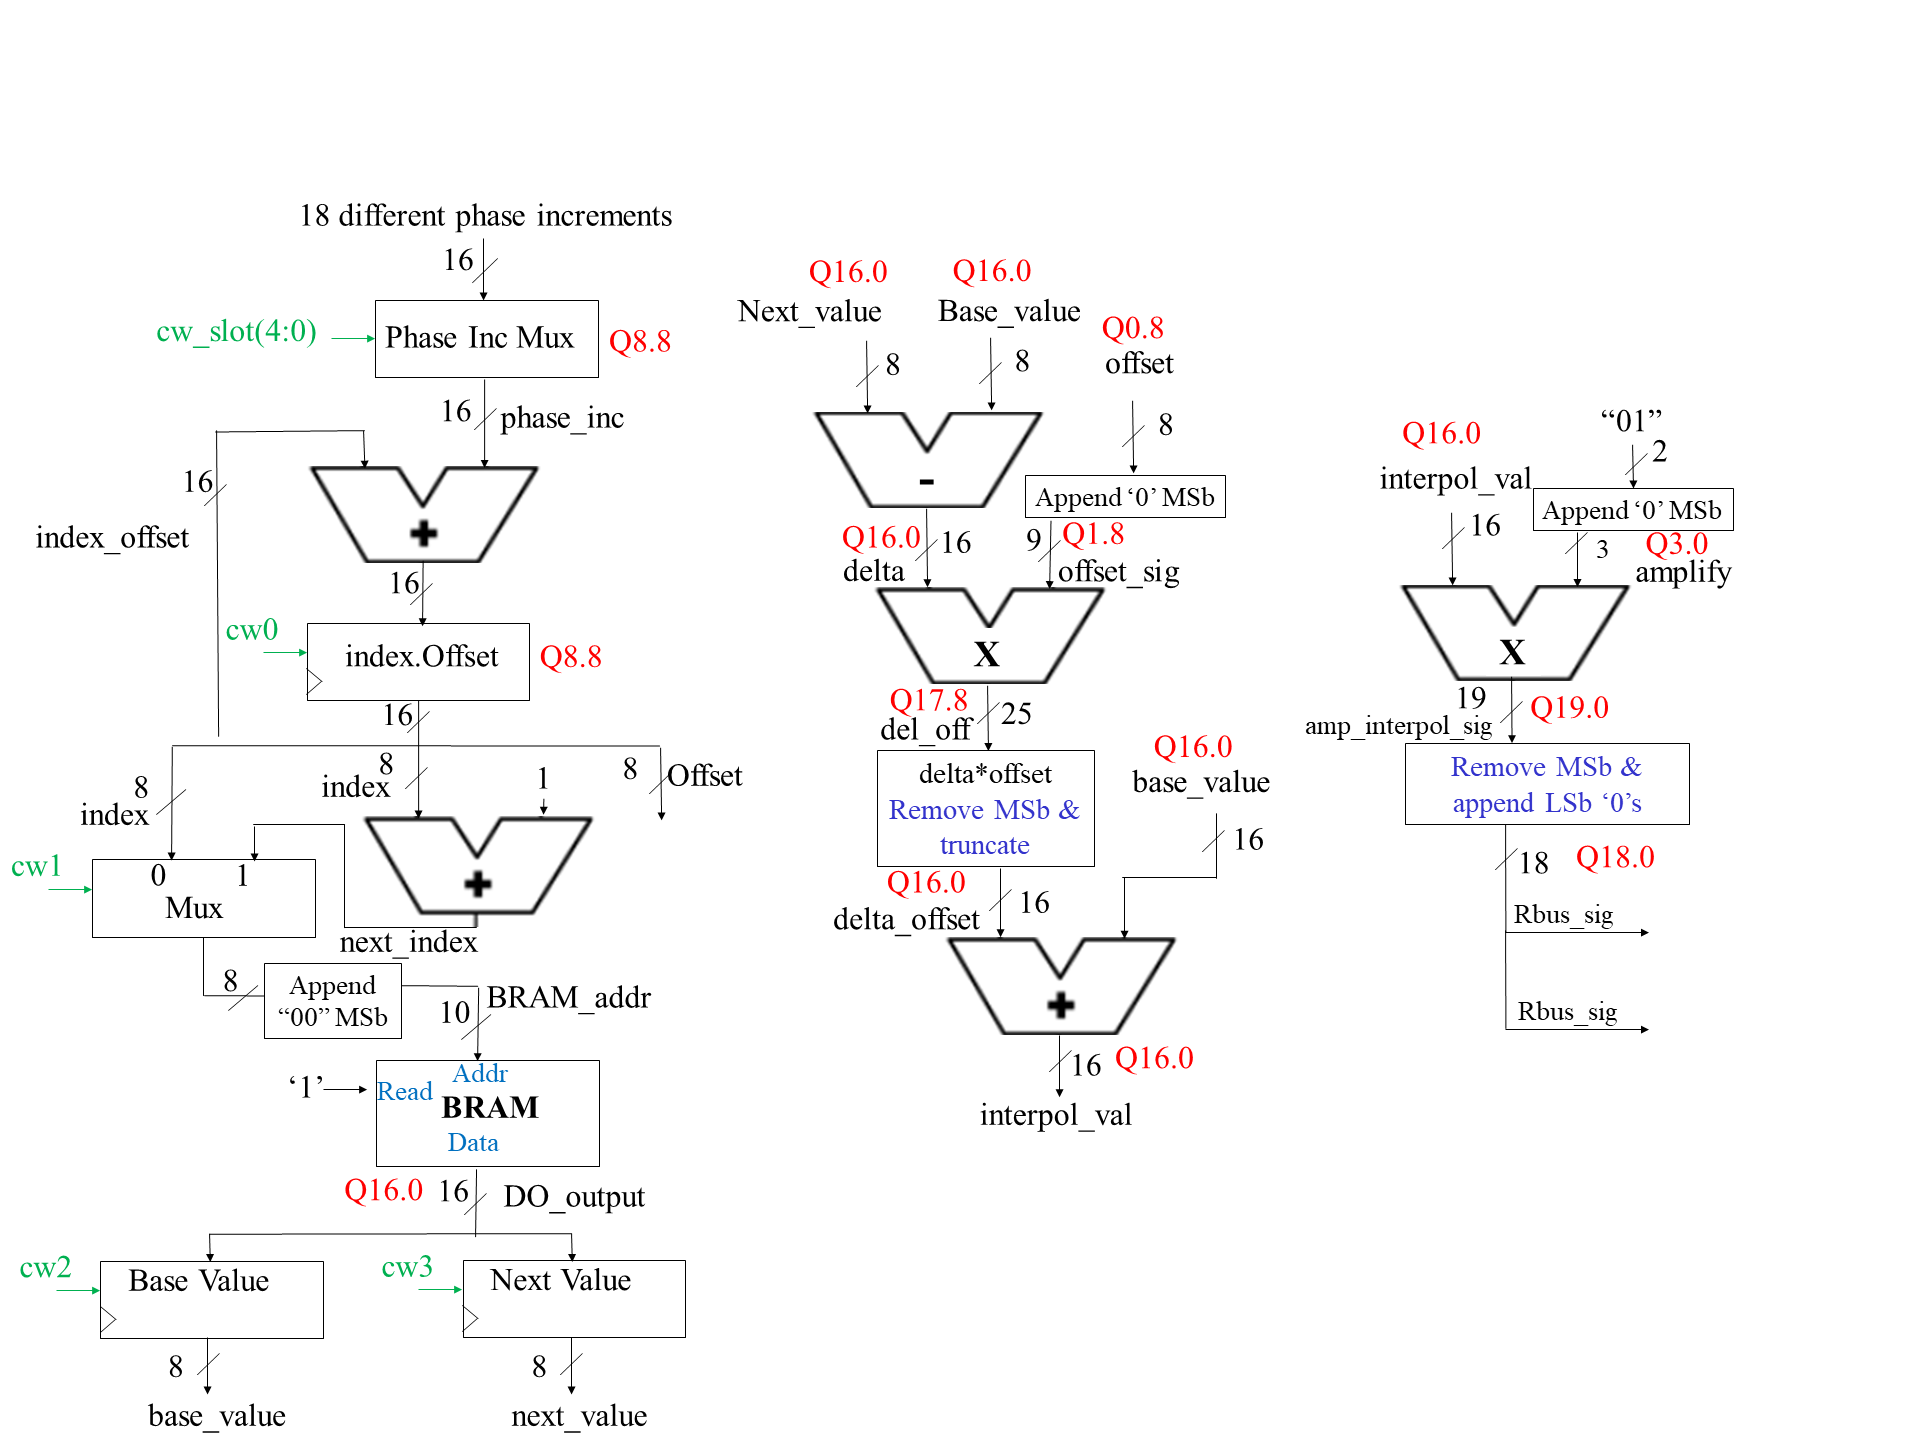 18 different phase increments
16
cw_slot(4:0)
Phase Inc Mux
Q8.8
16
phase_inc
16
index_offset
+
16
cw0
index.Offset
Q8.8
16
8
index
8
index
1
8
Offset
cw1
0
1
Mux
+
next_index
8
Append
“00” MSb
10
BRAM_addr
‘1’
Read
Addr
BRAM
Data
Q16.0
16
DO_output
cw2
Base Value
cw3
Next Value
8
8
base_value
next_value
Q16.0
Q16.0
Next_value
Base_value
Q0.8
offset
8
8
8
-
Append ‘0’ MSb
Q16.0
16
delta
9
Q1.8
offset_sig
X
Q17.8
del_off
25
delta*offset
Remove MSb &
truncate
Q16.0
base_value
16
Q16.0
delta_offset
16
+
16
Q16.0
interpol_val
“01”
2
Q16.0
interpol_val
16
Append ‘0’ MSb
3
Q3.0
amplify
X
19
Q19.0
amp_interpol_sig
Remove MSb &
append LSb ‘0’s
18
Q18.0
Rbus_sig
Rbus_sig